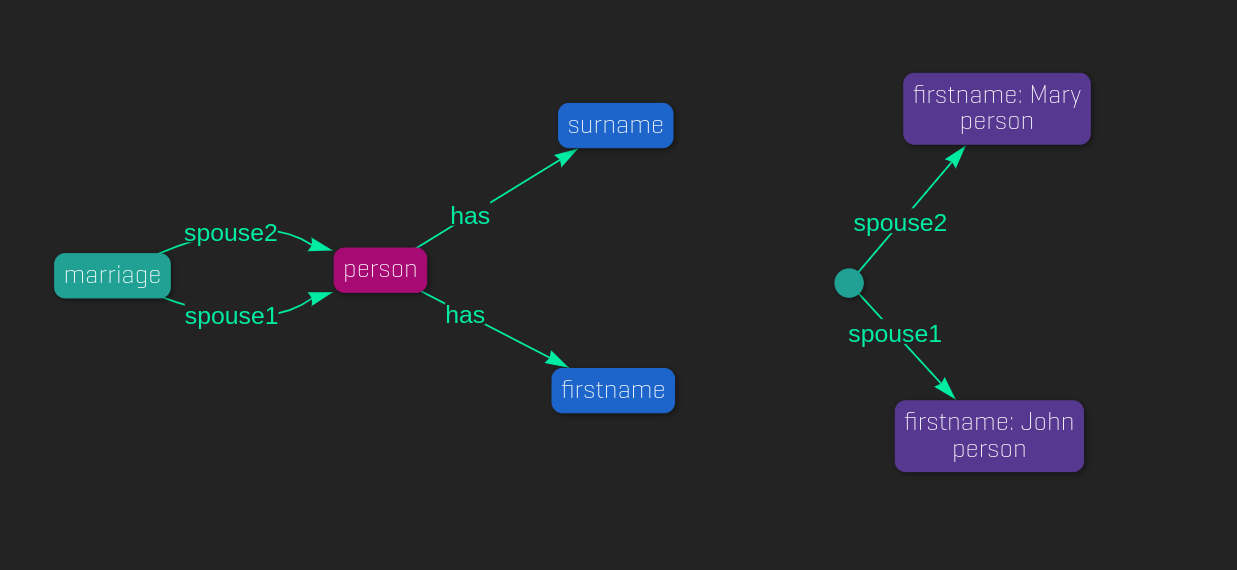 surname
has
spouse2
marriage
person
spouse1
has
firstname
firstname: Mary
person
spouse2
spouse1
firstname: John
person